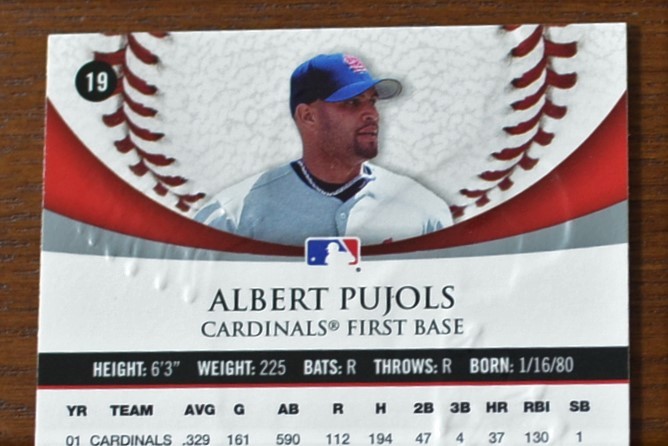 19
ALBERT PUJOLS
CARDINALS® FIRST BASE
HEIGHT: 6'3" WEIGHT: 225 BATS: R THROWS: R BORN: 1/16/80
YR TEAM AVG G AB R H 2B 3B HR RBI SB
01 CARDINALS .329 161 590 112 194 47 4 37 130 1